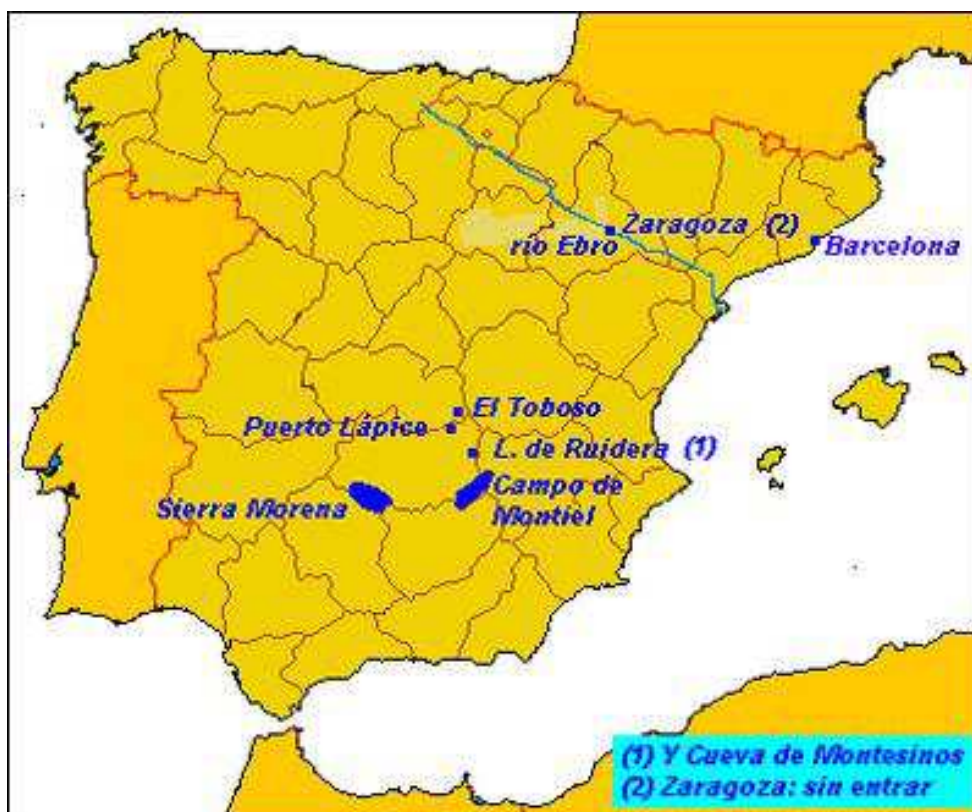 Zaragoza (2)
río Ebro
Barcelona
El Toboso
Puerto Lápice
L. de Ruidera (1)
Campo de
Montiel
Sierra Morena
(1) Y Cueva de Montesinos
(2) Zaragoza: sin entrar